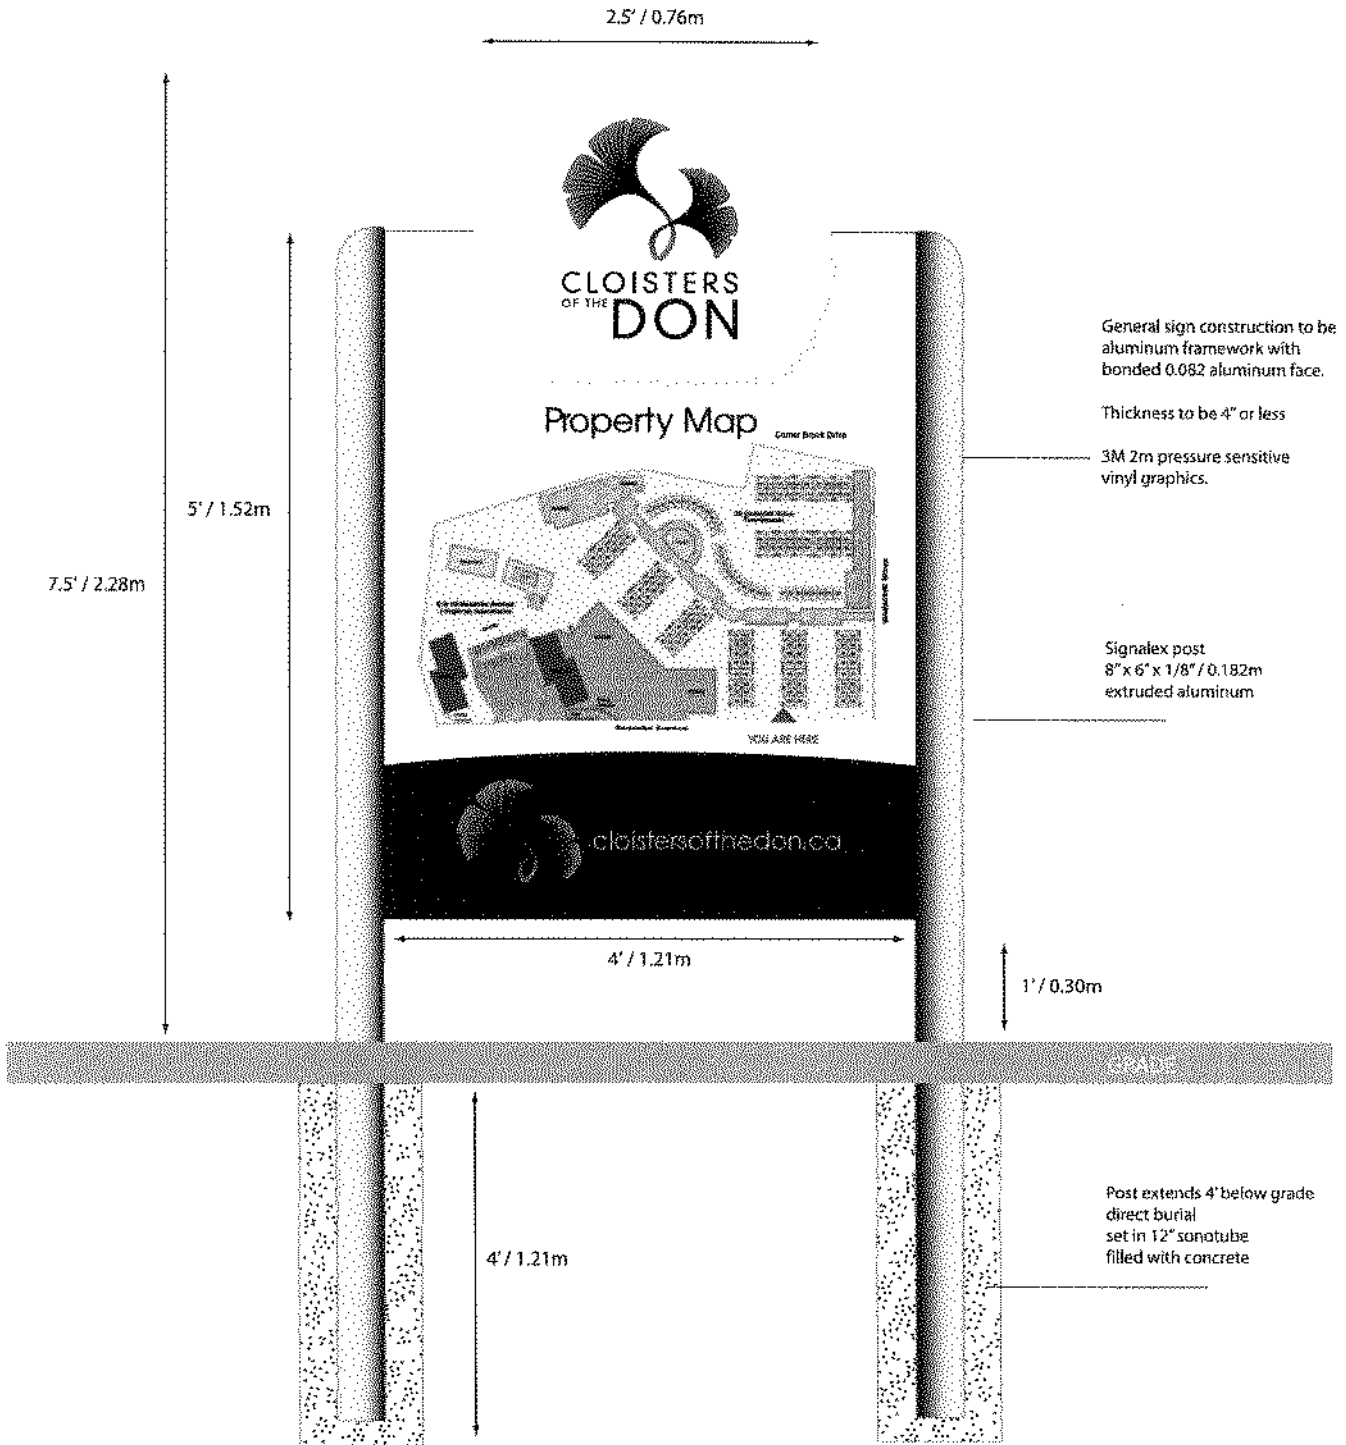 2.5' / 0.76m
CLOISTERS
OF THE DON
General sign construction to be
aluminum framework with
bonded 0.082 aluminum face.
Thickness to be 4" or less
3M 2m pressure sensitive
vinyl graphics.
Property Map
5' / 1.52m
7.5' / 2.28m
Signalex post
8" x 6" x 1/8" / 0.182m
extruded aluminum
YOU ARE HERE
cloistersofthedon.ca
4' / 1.21m
1' / 0.30m
GRADE
Post extends 4' below grade
direct burial
set in 12" sonotube
filled with concrete
4' / 1.21m